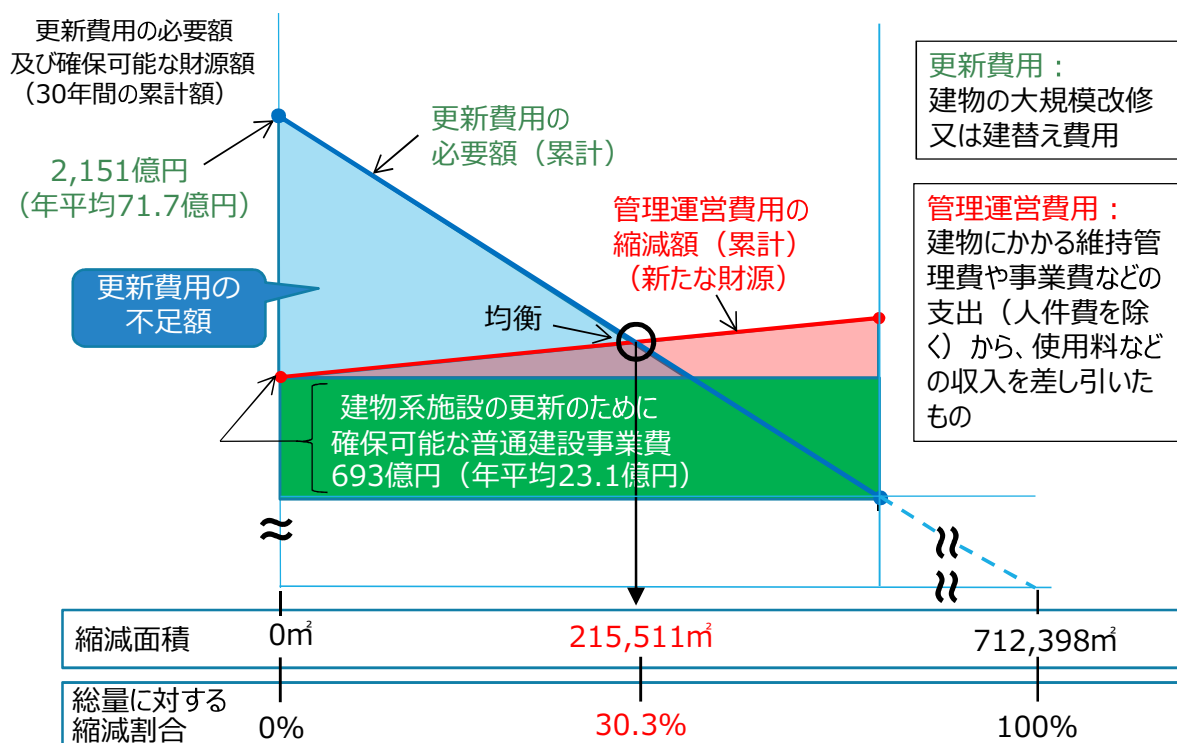 更新費用の必要額
及び確保可能な財源額
（30年間の累計額）
2,151億円
（年平均71.7億円）
更新費用の
必要額（累計）
更新費用の
不足額
管理運営費用の
縮減額（累計）
（新たな財源）
均衡
建物系施設の更新のために
確保可能な普通建設事業費
693億円（年平均23.1億円）
更新費用：
建物の大規模改修
又は建替え費用
管理運営費用：
建物にかかる維持管
理費や事業費などの
支出（人件費を除
く）から、使用料など
の収入を差し引いた
もの
≈
≈
≈
縮減面積 0㎡ 215,511㎡ 712,398㎡
総量に対する
縮減割合 0% 30.3% 100%